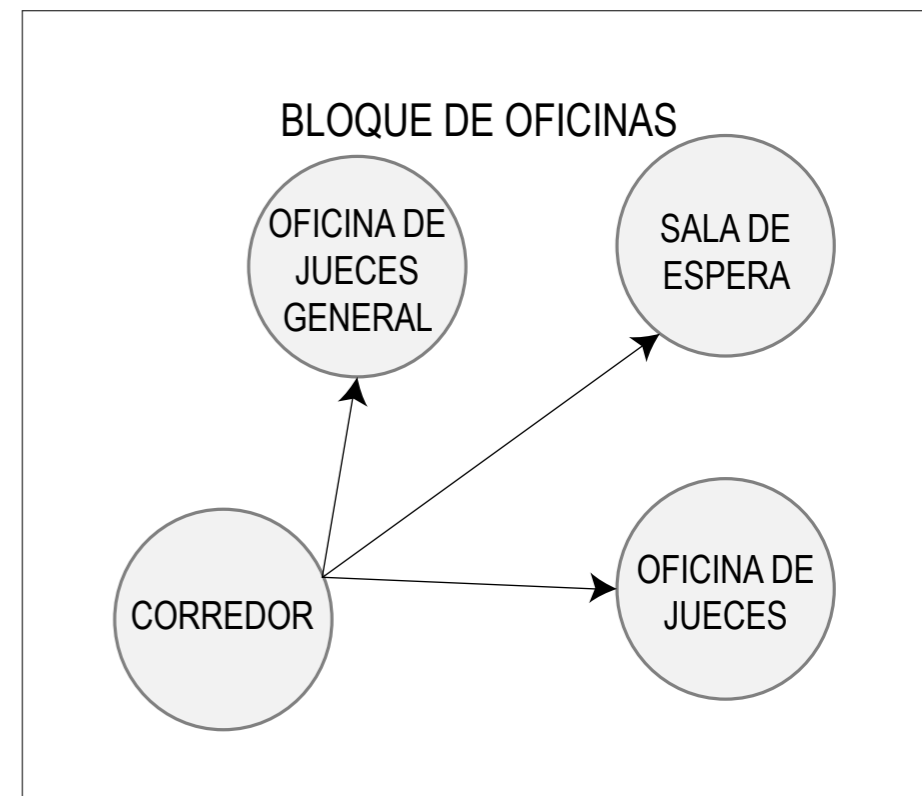 BLOQUE DE OFICINAS
OFICINA DE
JUECES
GENERAL
SALA DE
ESPERA
CORREDOR
OFICINA DE
JUECES